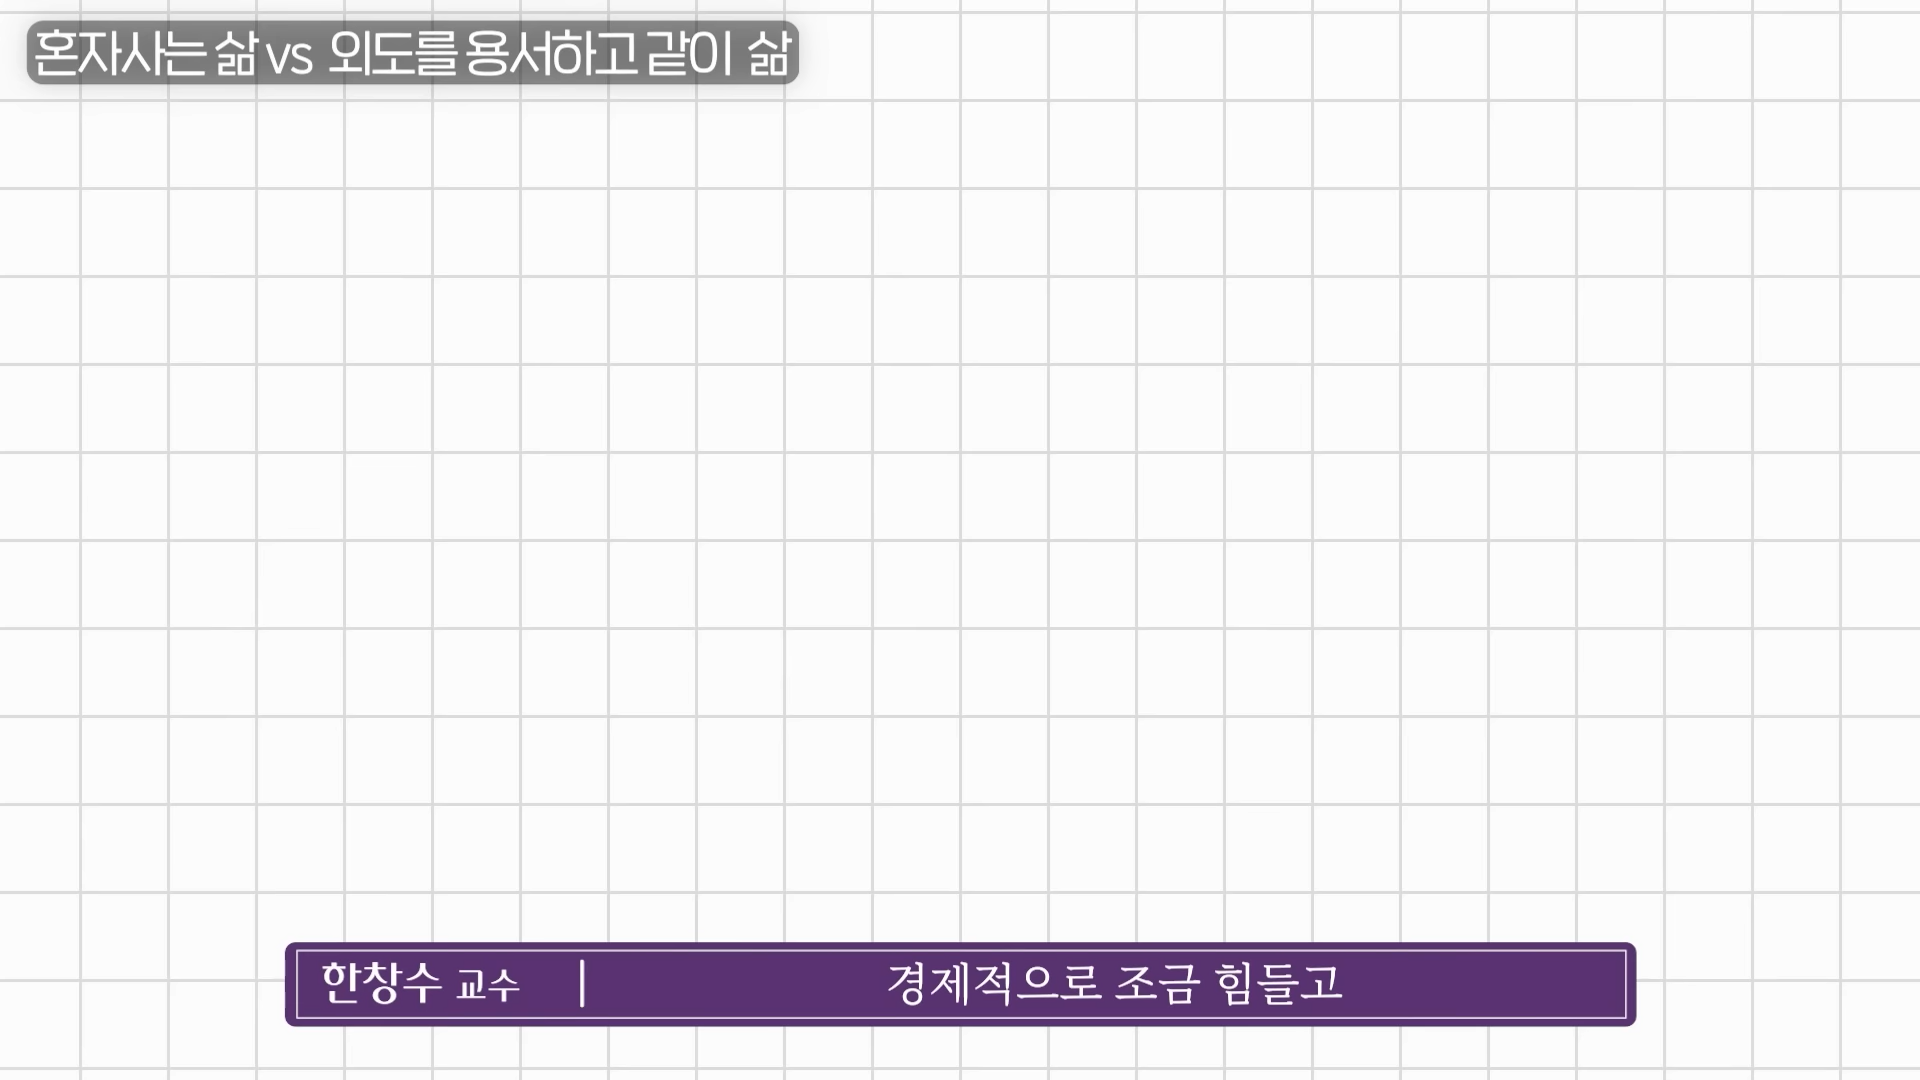 혼자사는 삶 vs 외도를 용서하고 같이 삶
한창수 교수 | 경제적으로 조금 힘들고